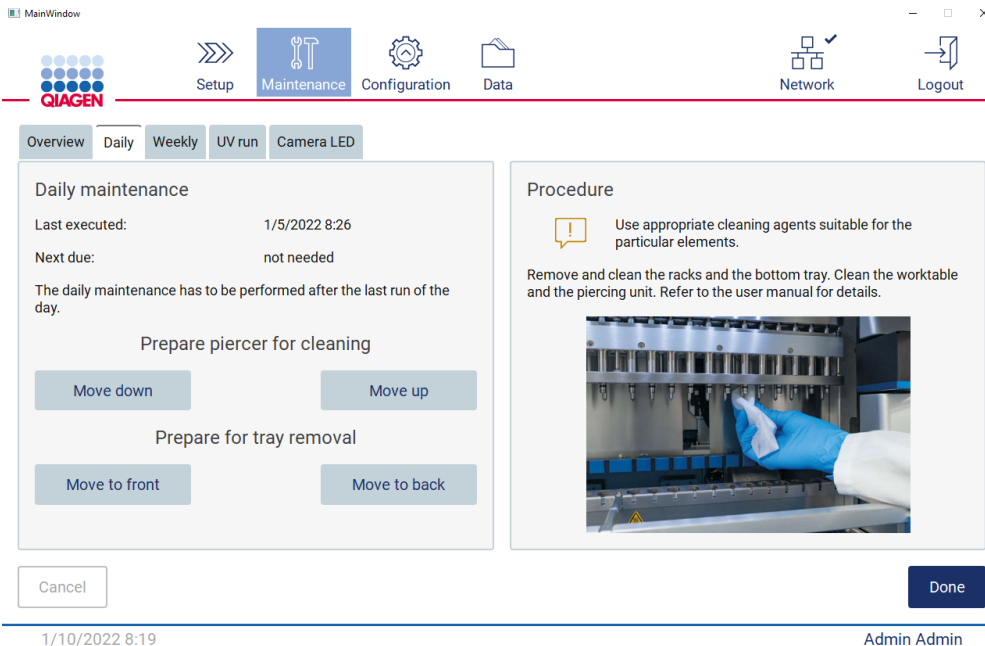 MainWindow
QIAGEN
Setup
Maintenance
Configuration
Data
Network
Logout
Overview
Daily
Weekly
UV run
Camera LED
Daily maintenance
Last executed: 1/5/2022 8:26
Next due: not needed
The daily maintenance has to be performed after the last run of the
day.
Prepare piercer for cleaning
Move down
Move up
Prepare for tray removal
Move to front
Move to back
Procedure
!
Use appropriate cleaning agents suitable for the
particular elements.
Remove and clean the racks and the bottom tray. Clean the worktable
and the piercing unit. Refer to the user manual for details.
Cancel
Done
1/10/2022 8:19
Admin Admin